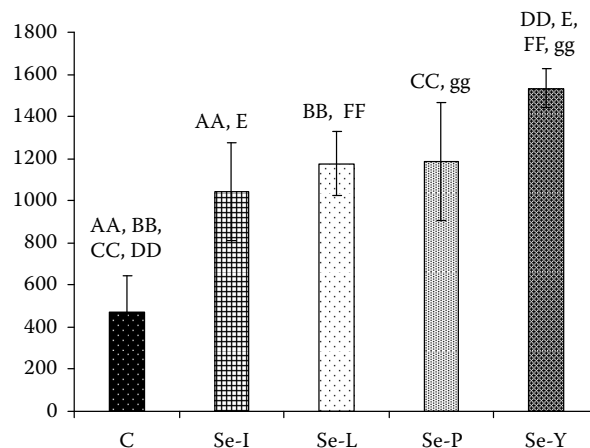 1800
1600
1400
1200
1000
800
600
400
200
0
AA, BB,
CC, DD
AA, E
BB, FF
CC, gg
DD, E,
FF, gg
C
Se-I
Se-L
Se-P
Se-Y